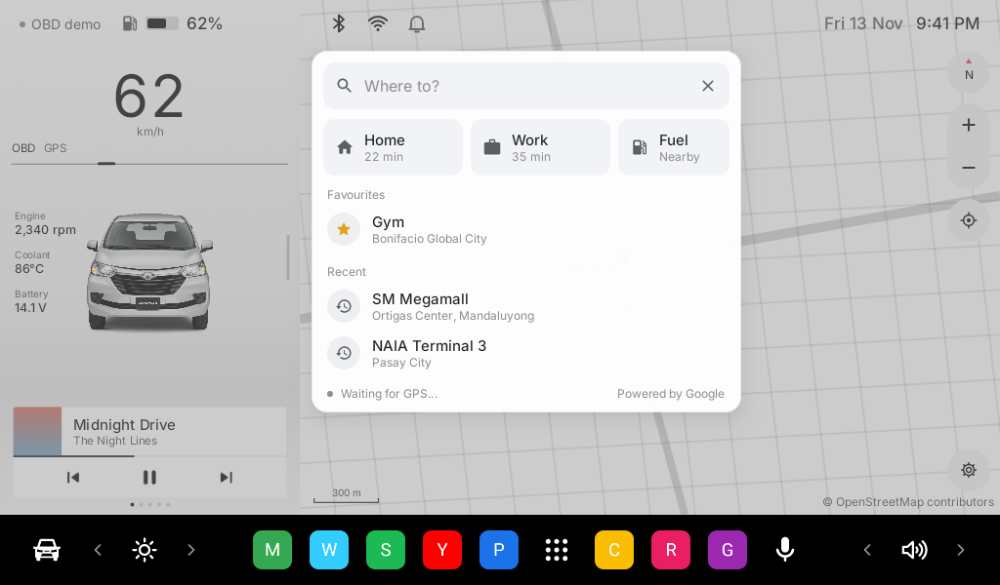 OBD demo
62%
Fri 13 Nov 9:41 PM
62
km/h
OBD GPS
Engine
2,340 rpm
Coolant
86°C
Battery
14.1 V
Midnight Drive
The Night Lines
Where to?
Home
22 min
Work
35 min
Fuel
Nearby
Favourites
Gym
Bonifacio Global City
Recent
SM Megamall
Ortigas Center, Mandaluyong
NAIA Terminal 3
Pasay City
Waiting for GPS...
Powered by Google
N
300 m
© OpenStreetMap contributors
M W S Y P C R G